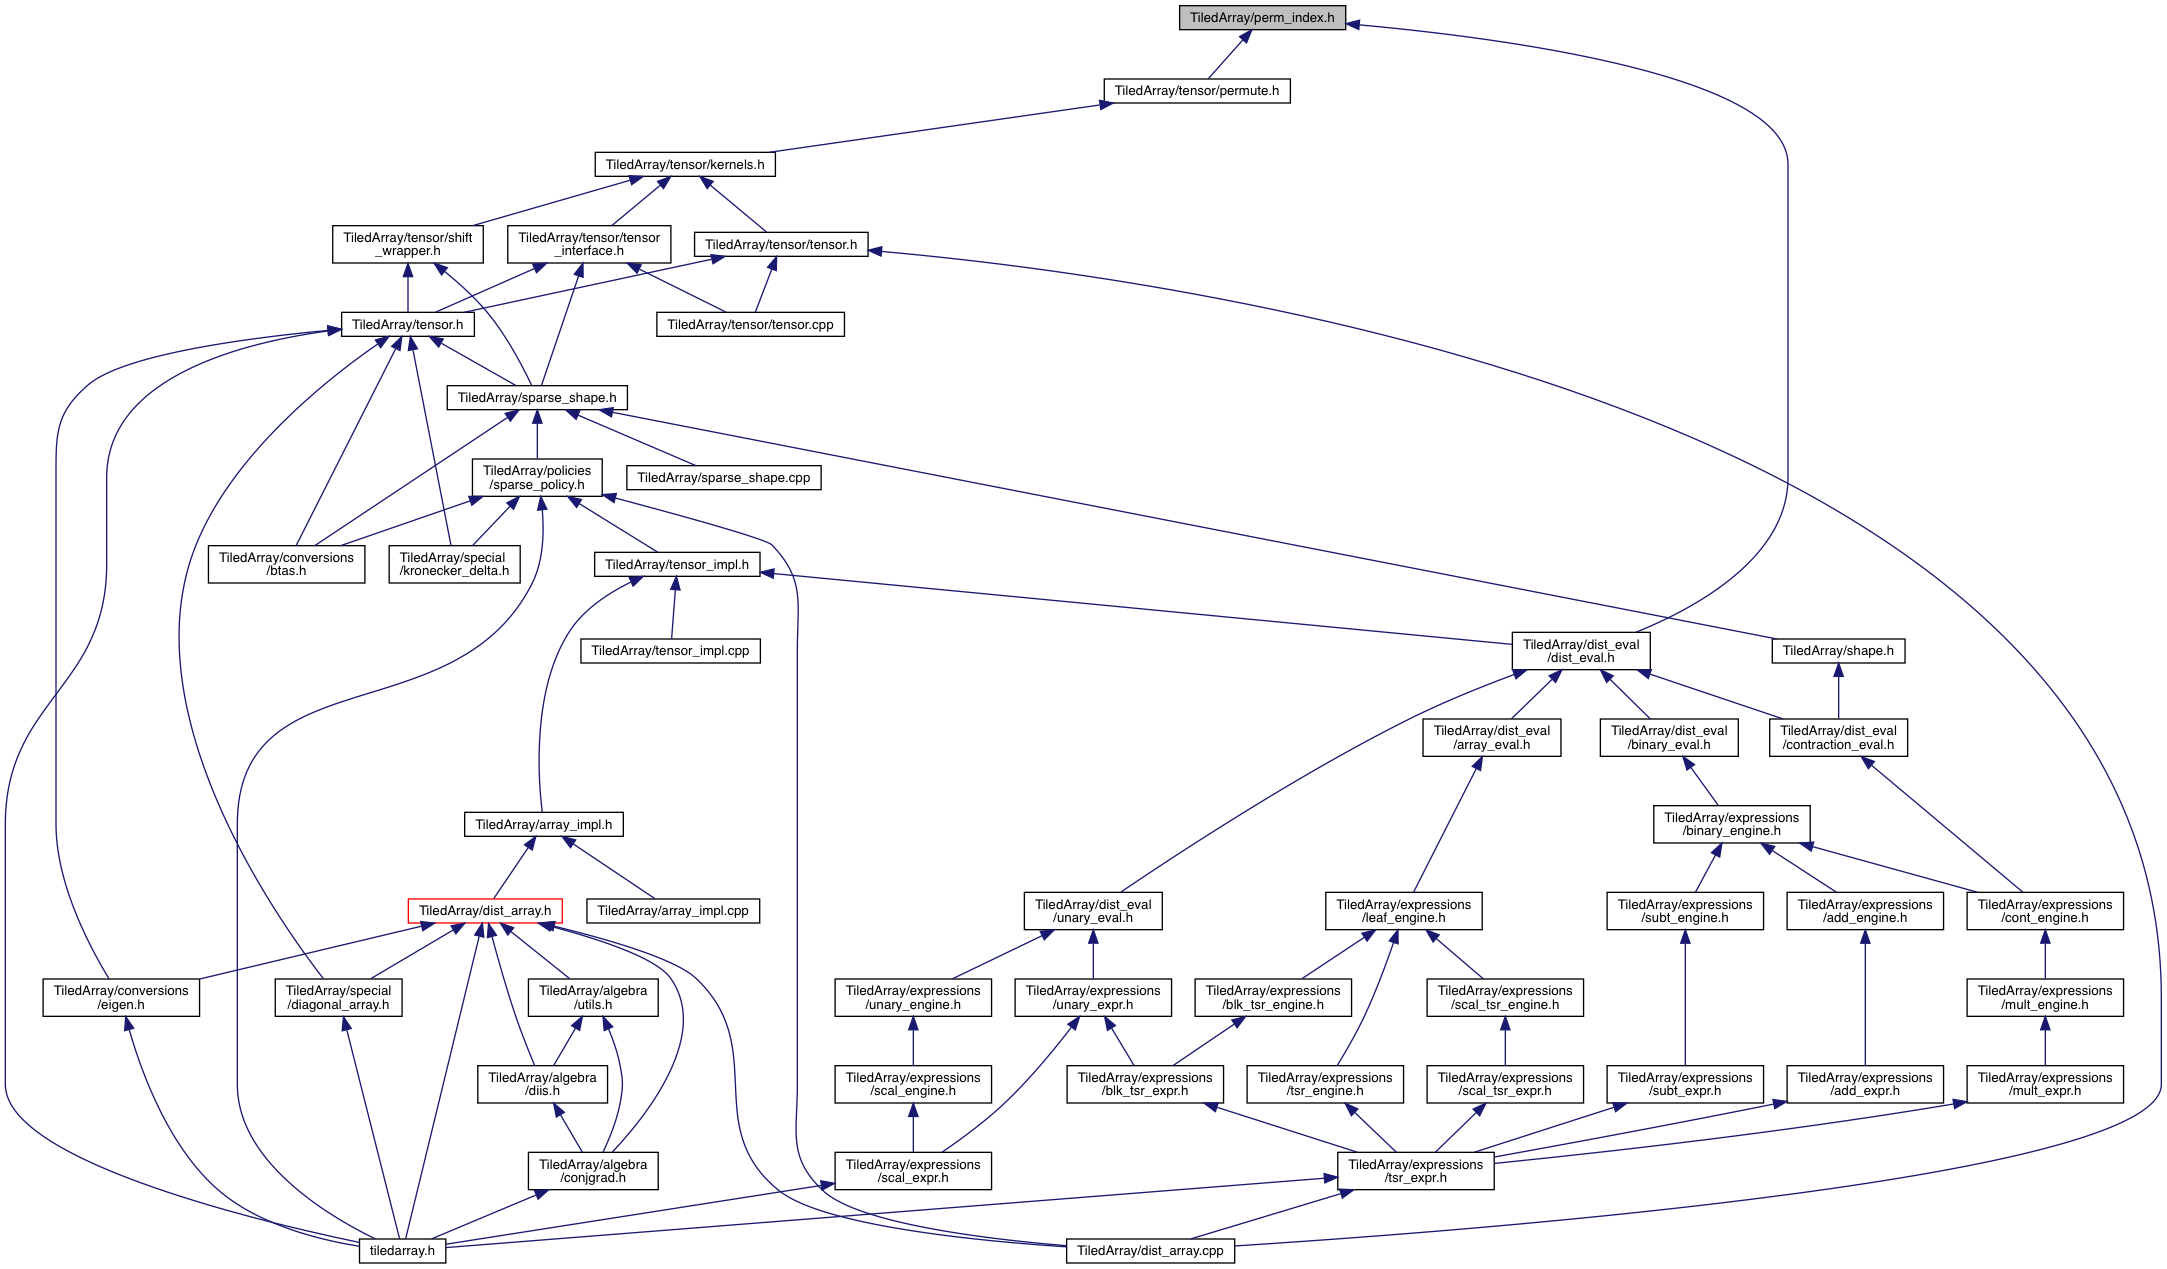 TiledArray/perm_index.h
TiledArray/tensor/permute.h
TiledArray/tensor/kernels.h
TiledArray/tensor/shift
_wrapper.h
TiledArray/tensor/tensor
_interface.h
TiledArray/tensor/tensor.h
TiledArray/tensor.h
TiledArray/tensor/tensor.cpp
TiledArray/sparse_shape.h
TiledArray/policies
/sparse_policy.h
TiledArray/sparse_shape.cpp
TiledArray/conversions
/btas.h
TiledArray/special
/kronecker_delta.h
TiledArray/tensor_impl.h
TiledArray/tensor_impl.cpp
TiledArray/dist_eval
/dist_eval.h
TiledArray/shape.h
TiledArray/dist_eval
/array_eval.h
TiledArray/dist_eval
/binary_eval.h
TiledArray/dist_eval
/contraction_eval.h
TiledArray/array_impl.h
TiledArray/expressions
/binary_engine.h
TiledArray/dist_array.h
TiledArray/array_impl.cpp
TiledArray/dist_eval
/unary_eval.h
TiledArray/expressions
/leaf_engine.h
TiledArray/expressions
/subt_engine.h
TiledArray/expressions
/add_engine.h
TiledArray/expressions
/cont_engine.h
TiledArray/conversions
/eigen.h
TiledArray/special
/diagonal_array.h
TiledArray/algebra
/utils.h
TiledArray/expressions
/unary_engine.h
TiledArray/expressions
/unary_expr.h
TiledArray/expressions
/blk_tsr_engine.h
TiledArray/expressions
/scal_tsr_engine.h
TiledArray/expressions
/mult_engine.h
TiledArray/algebra
/diis.h
TiledArray/expressions
/scal_engine.h
TiledArray/expressions
/blk_tsr_expr.h
TiledArray/expressions
/tsr_engine.h
TiledArray/expressions
/scal_tsr_expr.h
TiledArray/expressions
/subt_expr.h
TiledArray/expressions
/add_expr.h
TiledArray/expressions
/mult_expr.h
TiledArray/algebra
/conjgrad.h
TiledArray/expressions
/scal_expr.h
TiledArray/expressions
/tsr_expr.h
tiledarray.h
TiledArray/dist_array.cpp